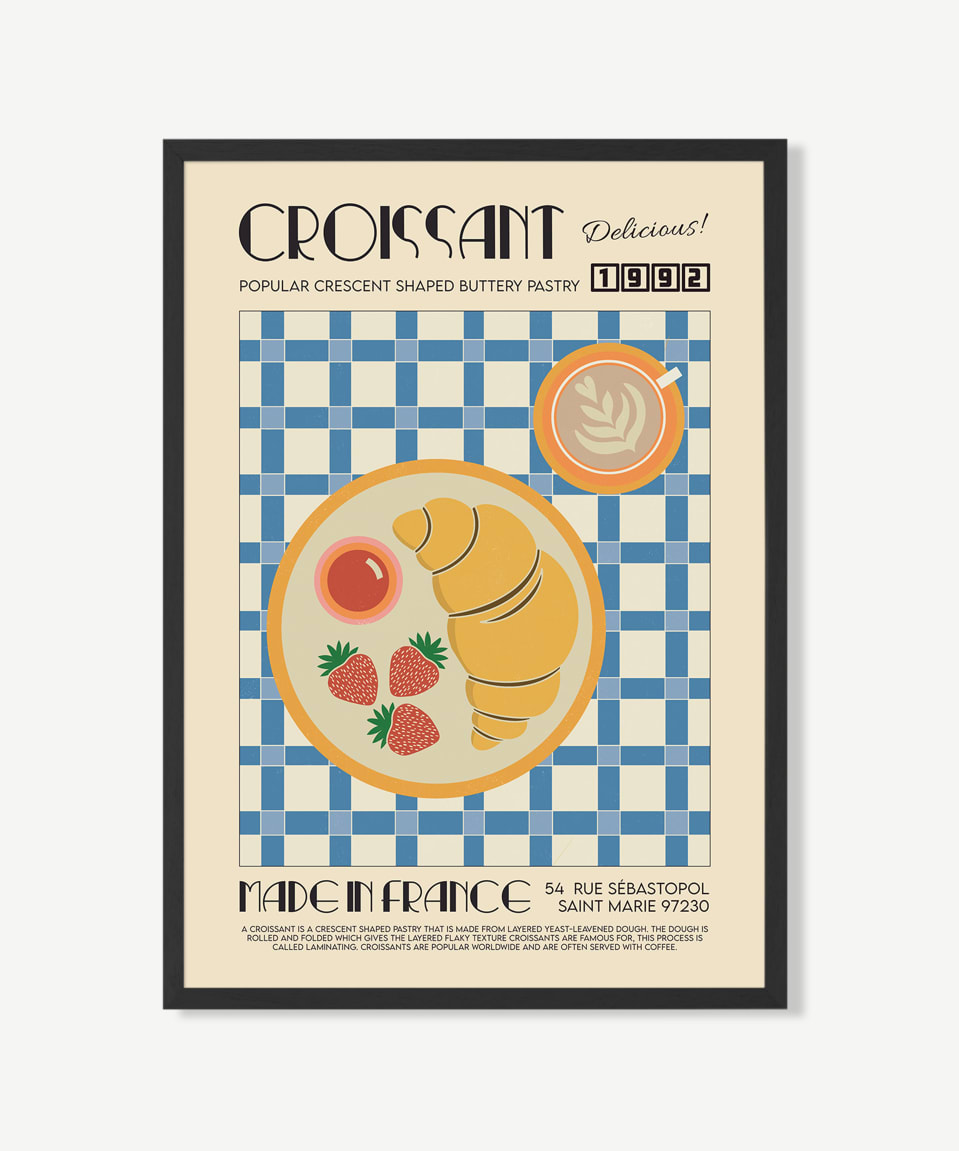 CROISSANT
Delicious!
POPULAR CRESCENT SHAPED BUTTERY PASTRY
1992
MADE IN FRANCE
54 RUE SÉBASTOPOL
SAINT MARIE 97230
A CROISSANT IS A CRESCENT SHAPED PASTRY THAT IS MADE FROM LAYERED YEAST-LEAVENED DOUGH. THE DOUGH IS
ROLLED AND FOLDED WHICH GIVES THE LAYERED FLAKY TEXTURE CROISSANTS ARE FAMOUS FOR, THIS PROCESS IS
CALLED LAMINATING. CROISSANTS ARE POPULAR WORLDWIDE AND ARE OFTEN SERVED WITH COFFEE.